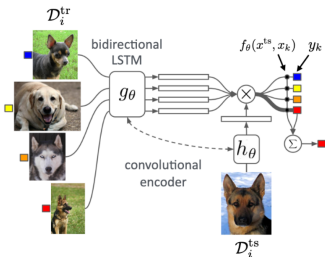 𝒟ᵢᵗʳ
bidirectional
LSTM
g_θ
f_θ(xᵗˢ, x_k)
y_k
×
Σ
convolutional
encoder
h_θ
𝒟ᵢᵗˢ